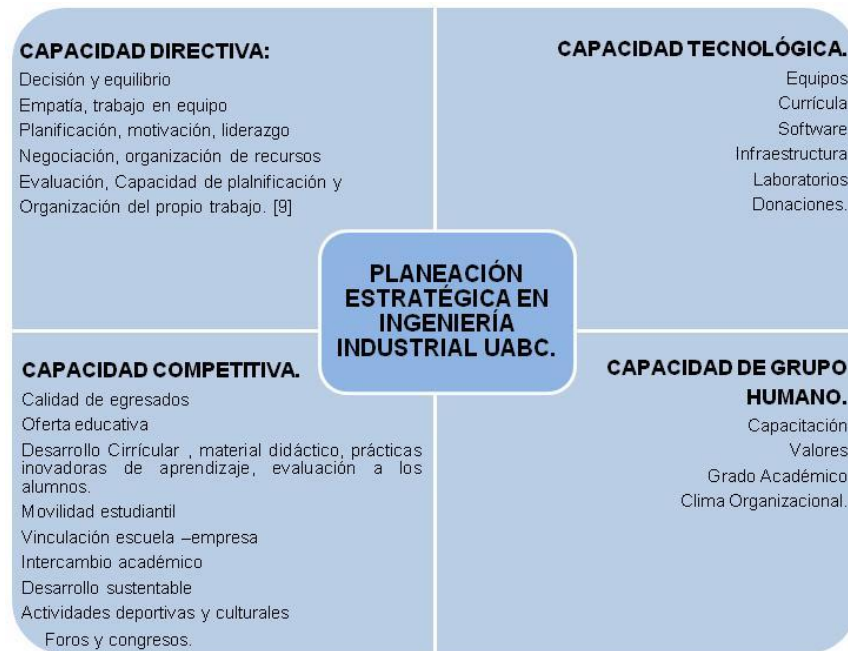 CAPACIDAD DIRECTIVA:
Decisión y equilibrio
Empatía, trabajo en equipo
Planificación, motivación, liderazgo
Negociación, organización de recursos
Evaluación, Capacidad de plalnificación y
Organización del propio trabajo. [9]
CAPACIDAD TECNOLÓGICA.
Equipos
Currícula
Software
Infraestructura
Laboratorios
Donaciones.
PLANEACIÓN
ESTRATÉGICA EN
INGENIERÍA
INDUSTRIAL UABC.
CAPACIDAD COMPETITIVA.
Calidad de egresados
Oferta educativa
Desarrollo Cirrícular , material didáctico, prácticas
inovadoras de aprendizaje, evaluación a los
alumnos.
Movilidad estudiantil
Vinculación escuela –empresa
Intercambio académico
Desarrollo sustentable
Actividades deportivas y culturales
Foros y congresos.
CAPACIDAD DE GRUPO
HUMANO.
Capacitación
Valores
Grado Académico
Clima Organizacional.